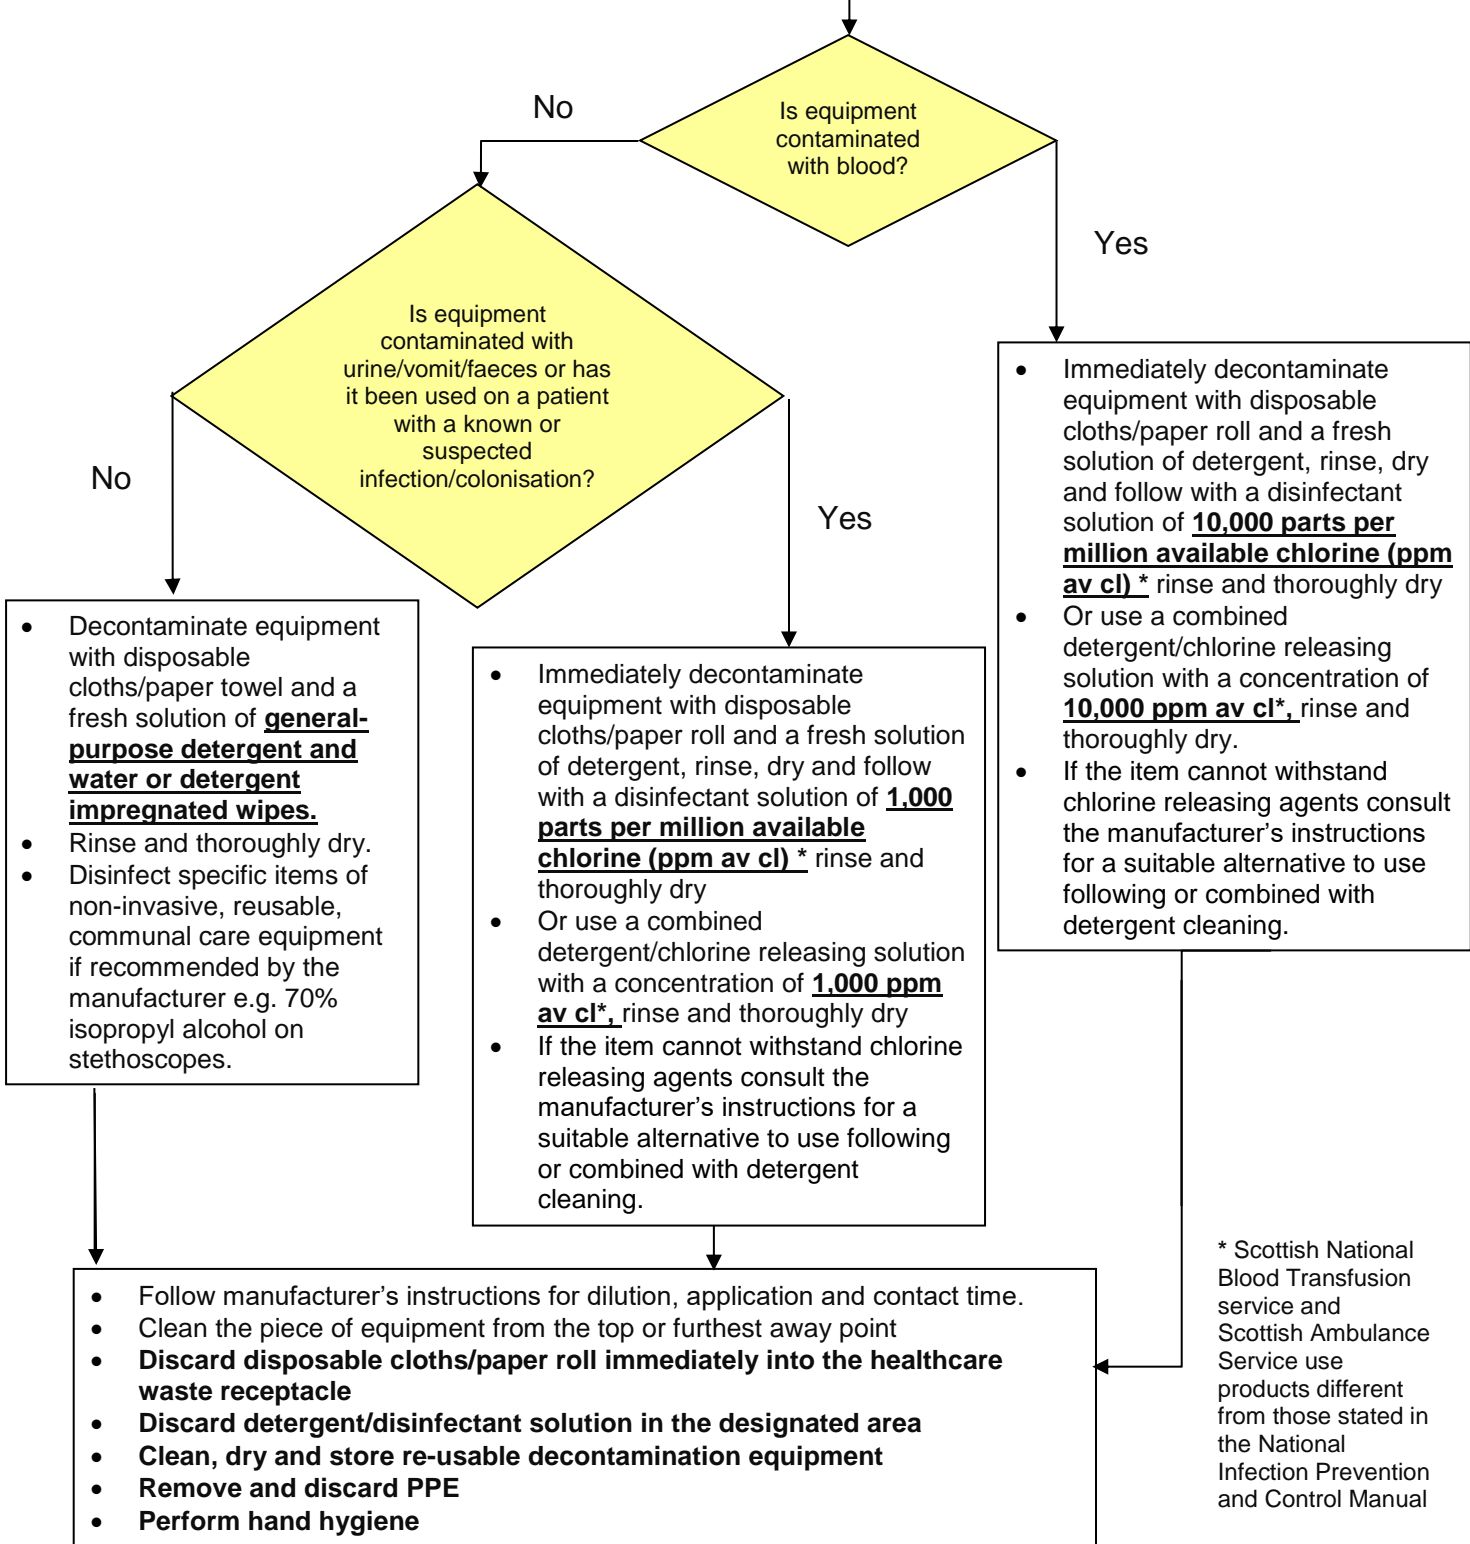 Is equipment
contaminated
with blood?
No
Yes
Is equipment
contaminated with
urine/vomit/faeces or has
it been used on a patient
with a known or
suspected
infection/colonisation?
No
Yes
• Immediately decontaminate
equipment with disposable
cloths/paper roll and a fresh
solution of detergent, rinse, dry
and follow with a disinfectant
solution of 10,000 parts per
million available chlorine (ppm
av cl) * rinse and thoroughly dry
• Or use a combined
detergent/chlorine releasing
solution with a concentration of
10,000 ppm av cl*, rinse and
thoroughly dry.
• If the item cannot withstand
chlorine releasing agents consult
the manufacturer’s instructions
for a suitable alternative to use
following or combined with
detergent cleaning.
• Decontaminate equipment
with disposable
cloths/paper towel and a
fresh solution of general-
purpose detergent and
water or detergent
impregnated wipes.
• Rinse and thoroughly dry.
• Disinfect specific items of
non-invasive, reusable,
communal care equipment
if recommended by the
manufacturer e.g. 70%
isopropyl alcohol on
stethoscopes.
• Immediately decontaminate
equipment with disposable
cloths/paper roll and a fresh solution
of detergent, rinse, dry and follow
with a disinfectant solution of 1,000
parts per million available
chlorine (ppm av cl) * rinse and
thoroughly dry
• Or use a combined
detergent/chlorine releasing solution
with a concentration of 1,000 ppm
av cl*, rinse and thoroughly dry
• If the item cannot withstand chlorine
releasing agents consult the
manufacturer’s instructions for a
suitable alternative to use following
or combined with detergent
cleaning.
• Follow manufacturer’s instructions for dilution, application and contact time.
• Clean the piece of equipment from the top or furthest away point
• Discard disposable cloths/paper roll immediately into the healthcare
waste receptacle
• Discard detergent/disinfectant solution in the designated area
• Clean, dry and store re-usable decontamination equipment
• Remove and discard PPE
• Perform hand hygiene
* Scottish National
Blood Transfusion
service and
Scottish Ambulance
Service use
products different
from those stated in
the National
Infection Prevention
and Control Manual